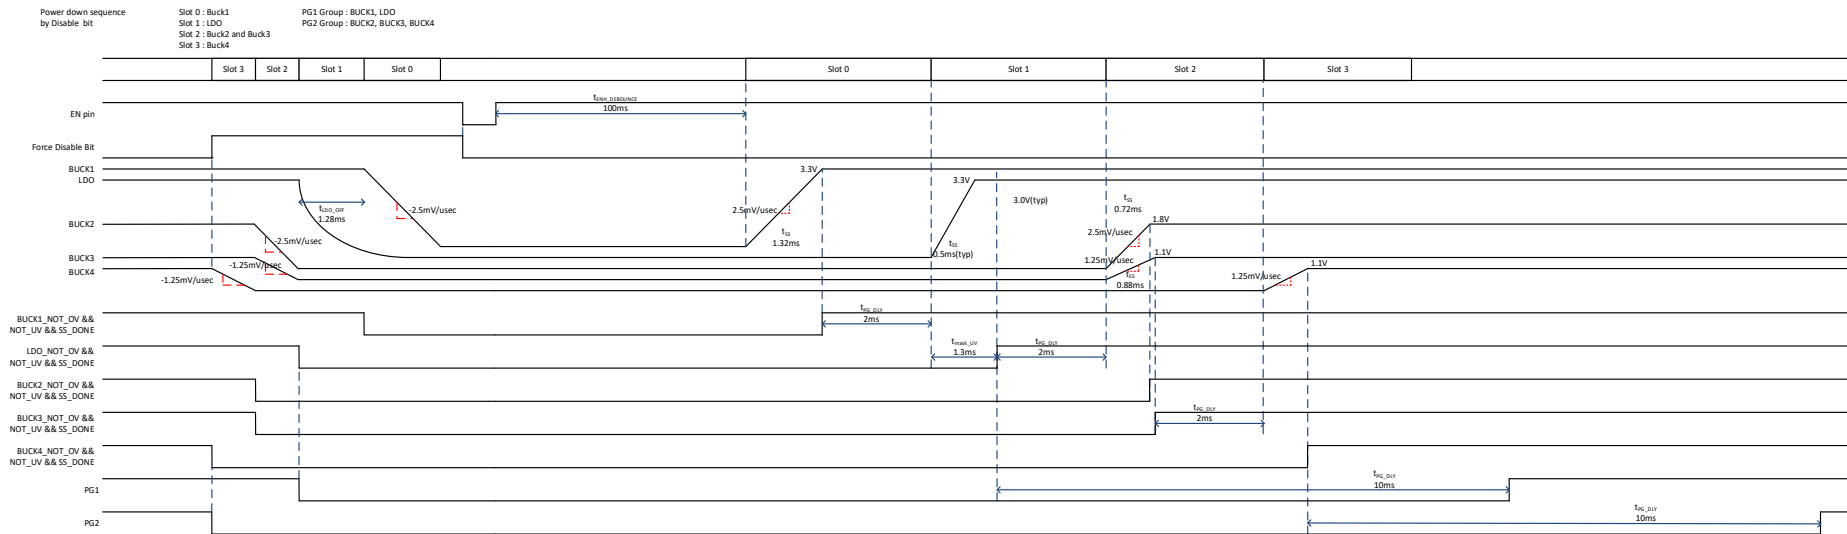 Power down sequence
by Disable bit
Slot 0 : Buck1
Slot 1 : LDO
Slot 2 : Buck2 and Buck3
Slot 3 : Buck4
PG1 Group : BUCK1, LDO
PG2 Group : BUCK2, BUCK3, BUCK4
Slot 3
Slot 2
Slot 1
Slot 0
Slot 0
Slot 1
Slot 2
Slot 3
EN pin
tENH_DEBOUNCE
100ms
Force Disable Bit
BUCK1
LDO
3.3V
3.3V
tLDO_OFF
1.28ms
-2.5mV/usec
2.5mV/usec
tSS
1.32ms
3.0V(typ)
tSS
0.72ms
BUCK2
1.8V
-2.5mV/usec
2.5mV/usec
tSS
0.5ms(typ)
BUCK3
BUCK4
-1.25mV/usec
1.25mV/usec
1.1V
1.1V
-1.25mV/usec
tSS
0.88ms
1.25mV/usec
BUCK1_NOT_OV &&
NOT_UV && SS_DONE
tPG_DLY
2ms
LDO_NOT_OV &&
NOT_UV && SS_DONE
tmask_UV
1.3ms
tPG_DLY
2ms
BUCK2_NOT_OV &&
NOT_UV && SS_DONE
BUCK3_NOT_OV &&
NOT_UV && SS_DONE
tPG_DLY
2ms
BUCK4_NOT_OV &&
NOT_UV && SS_DONE
PG1
tPG_DLY
10ms
PG2
tPG_DLY
10ms